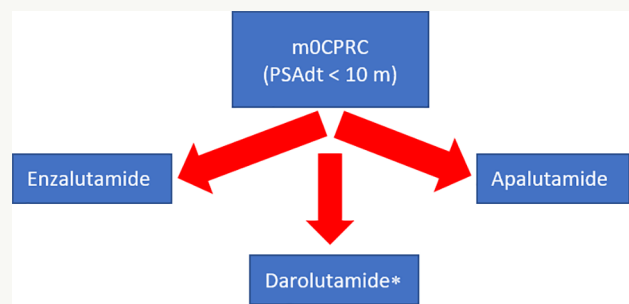 m0CPRC
(PSAdt < 10 m)
Enzalutamide
Apalutamide
Darolutamide*